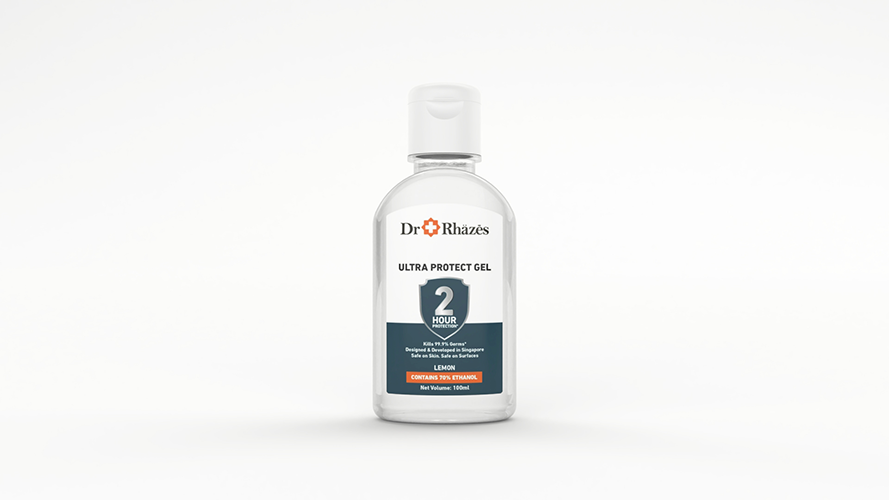 Dr Rhāzēs
ULTRA PROTECT GEL
2
HOUR
PROTECTION*
Kills 99.9% Germs*
Designed & Developed in Singapore
Safe on Skin. Safe on Surfaces
LEMON
CONTAINS 70% ETHANOL
Net Volume: 100ml